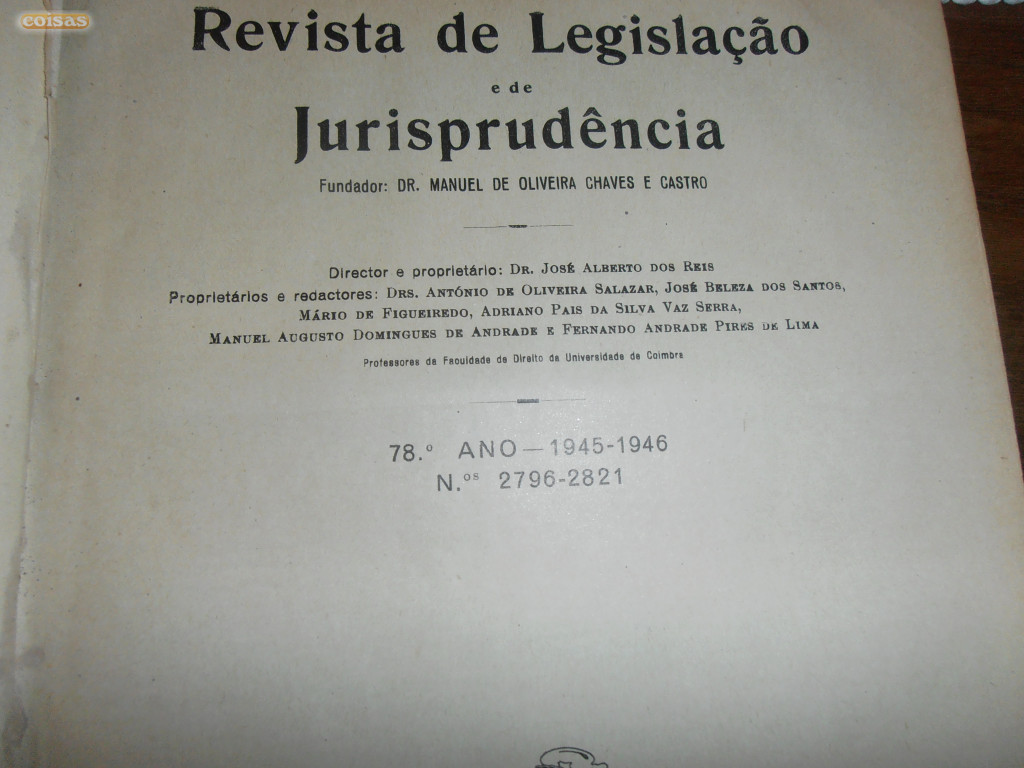 coisas
Revista de Legislação
e de
Jurisprudência
Fundador: DR. MANUEL DE OLIVEIRA CHAVES E CASTRO
Director e proprietário: DR. JOSÉ ALBERTO DOS REIS
Proprietários e redactores: DRS. ANTÓNIO DE OLIVEIRA SALAZAR, JOSÉ BELEZA DOS SANTOS,
MÁRIO DE FIGUEIREDO, ADRIANO PAIS DA SILVA VAZ SERRA,
MANUEL AUGUSTO DOMINGUES DE ANDRADE E FERNANDO ANDRADE PIRES DE LIMA
Professores da Faculdade de Direito da Universidade de Coimbra
78.º ANO — 1945-1946
N.os 2796-2821